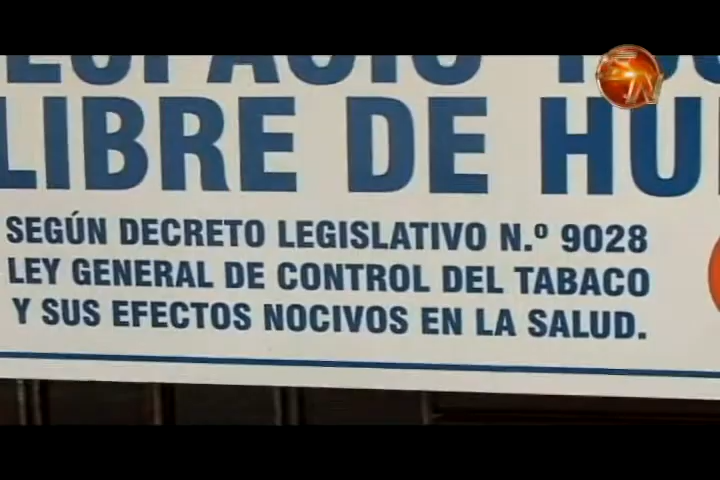 ESPACIO
LIBRE DE HU
SEGÚN DECRETO LEGISLATIVO N.º 9028
LEY GENERAL DE CONTROL DEL TABACO
Y SUS EFECTOS NOCIVOS EN LA SALUD.